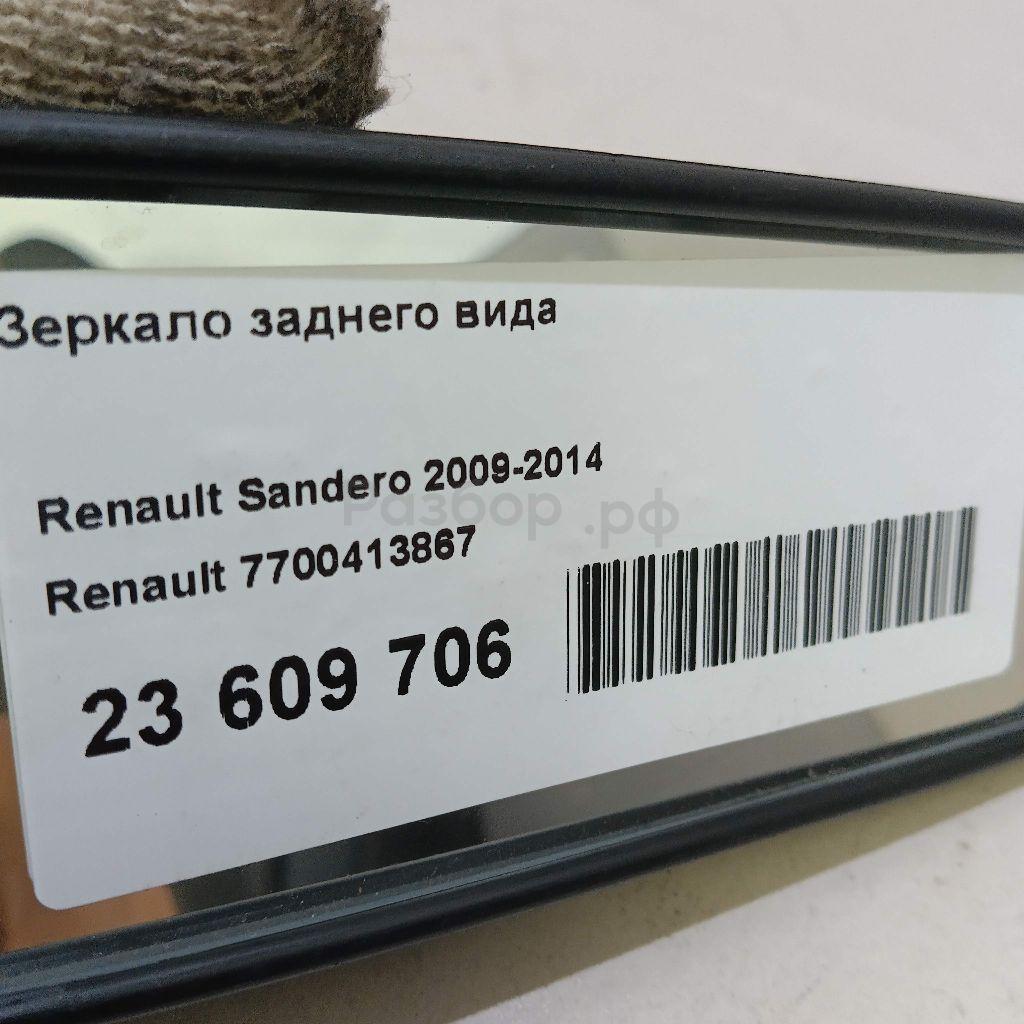 Зеркало заднего вида
Renault Sandero 2009-2014
Разбор.рф
Renault 7700413867
23 609 706